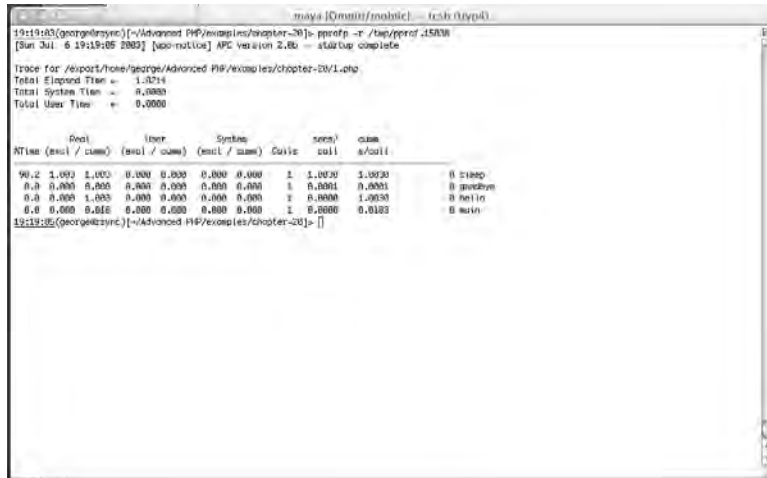 maya (Omniti/mobile) — tcsh (ttyp4)
19:19:03(george@rsync)[~/Advanced PHP/examples/chapter-20]> pprofp -r /tmp/pprof.15038
[Sun Jul 6 19:19:05 2003] [apc-notice] APC version 2.0b -- startup complete
Trace for /export/home/george/Advanced PHP/examples/chapter-20/1.php
Total Elapsed Time = 1.0214
Total System Time = 0.0000
Total User Time = 0.0000
Real User System secs/ cumm
%Time (excl / cumm) (excl / cumm) (excl / cumm) Calls call s/call
98.2 1.003 1.003 0.000 0.000 0.000 0.000 1 1.0030 1.0030 0 sleep
0.0 0.000 0.000 0.000 0.000 0.000 0.000 1 0.0001 0.0001 0 goodbye
0.0 0.000 1.003 0.000 0.000 0.000 0.000 1 0.0000 1.0030 0 hello
0.0 0.000 0.018 0.000 0.000 0.000 0.000 1 0.0000 0.0183 0 main
19:19:05(george@rsync)[~/Advanced PHP/examples/chapter-20]>